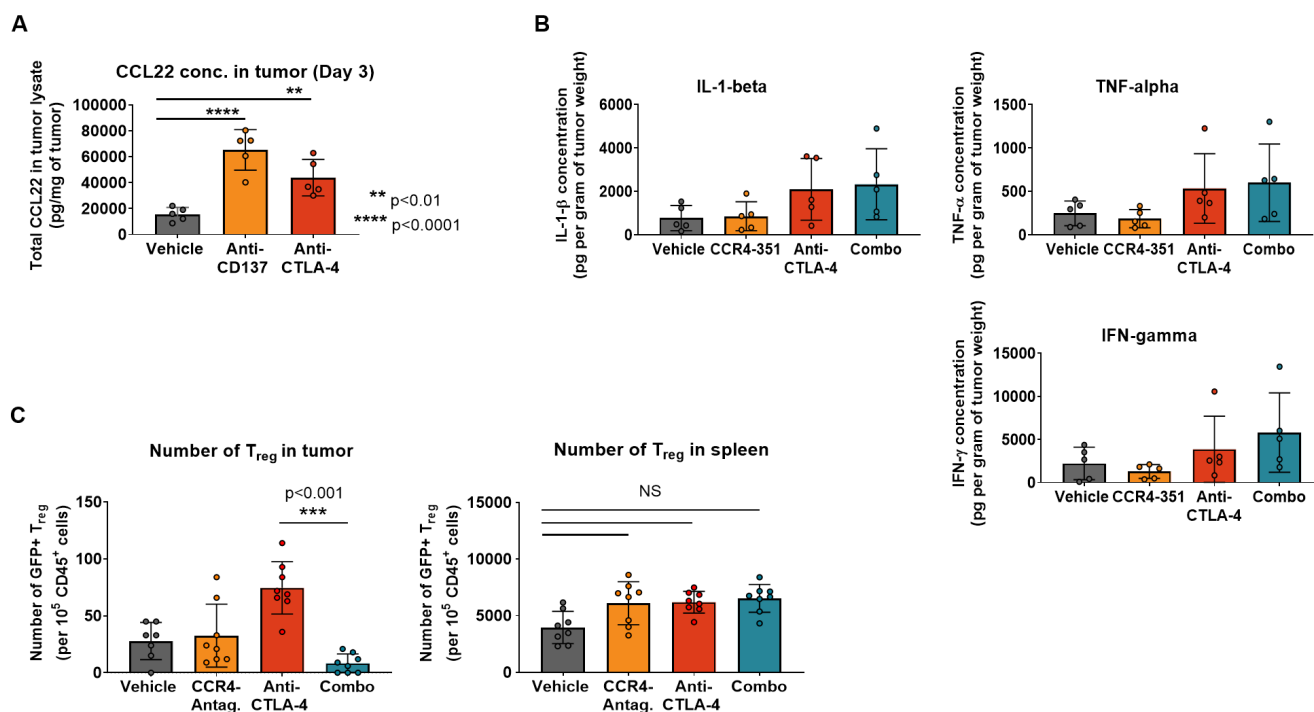 A
CCL22 conc. in tumor (Day 3)
Total CCL22 in tumor lysate
(pg/mg of tumor)
100000
80000
60000
40000
20000
0
**
****
Vehicle
Anti-
CD137
Anti-
CTLA-4
** p<0.01
**** p<0.0001
B
IL-1-beta
IL-1-β concentration
(pg per gram of tumor weight)
6000
4000
2000
0
Vehicle
CCR4-351
Anti-
CTLA-4
Combo
TNF-alpha
TNF-α concentration
(pg per gram of tumor weight)
1500
1000
500
0
Vehicle
CCR4-351
Anti-
CTLA-4
Combo
IFN-gamma
IFN-γ concentration
(pg per gram of tumor weight)
15000
10000
5000
0
Vehicle
CCR4-351
Anti-
CTLA-4
Combo
C
Number of Treg in tumor
Number of GFP+ Treg
(per 10⁵ CD45⁺ cells)
150
100
50
0
p<0.001
***
Vehicle
CCR4-
Antag.
Anti-
CTLA-4
Combo
Number of Treg in spleen
Number of GFP+ Treg
(per 10⁵ CD45⁺ cells)
15000
10000
5000
0
NS
Vehicle
CCR4-
Antag.
Anti-
CTLA-4
Combo